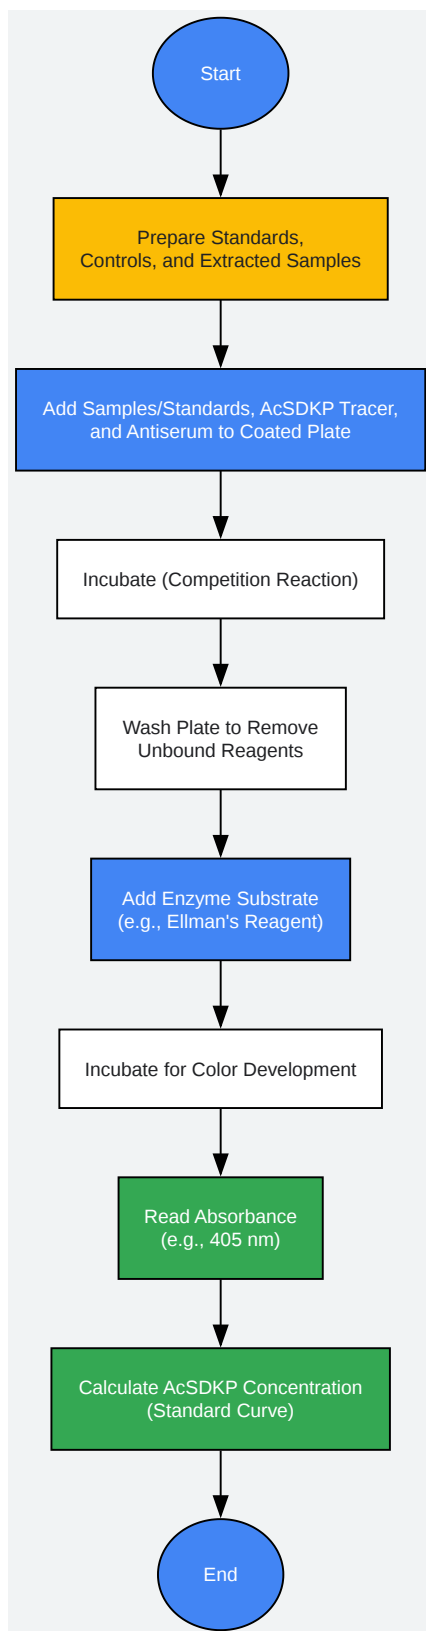 Start
Prepare Standards,
Controls, and Extracted Samples
Add Samples/Standards, AcSDKP Tracer,
and Antiserum to Coated Plate
Incubate (Competition Reaction)
Wash Plate to Remove
Unbound Reagents
Add Enzyme Substrate
(e.g., Ellman's Reagent)
Incubate for Color Development
Read Absorbance
(e.g., 405 nm)
Calculate AcSDKP Concentration
(Standard Curve)
End